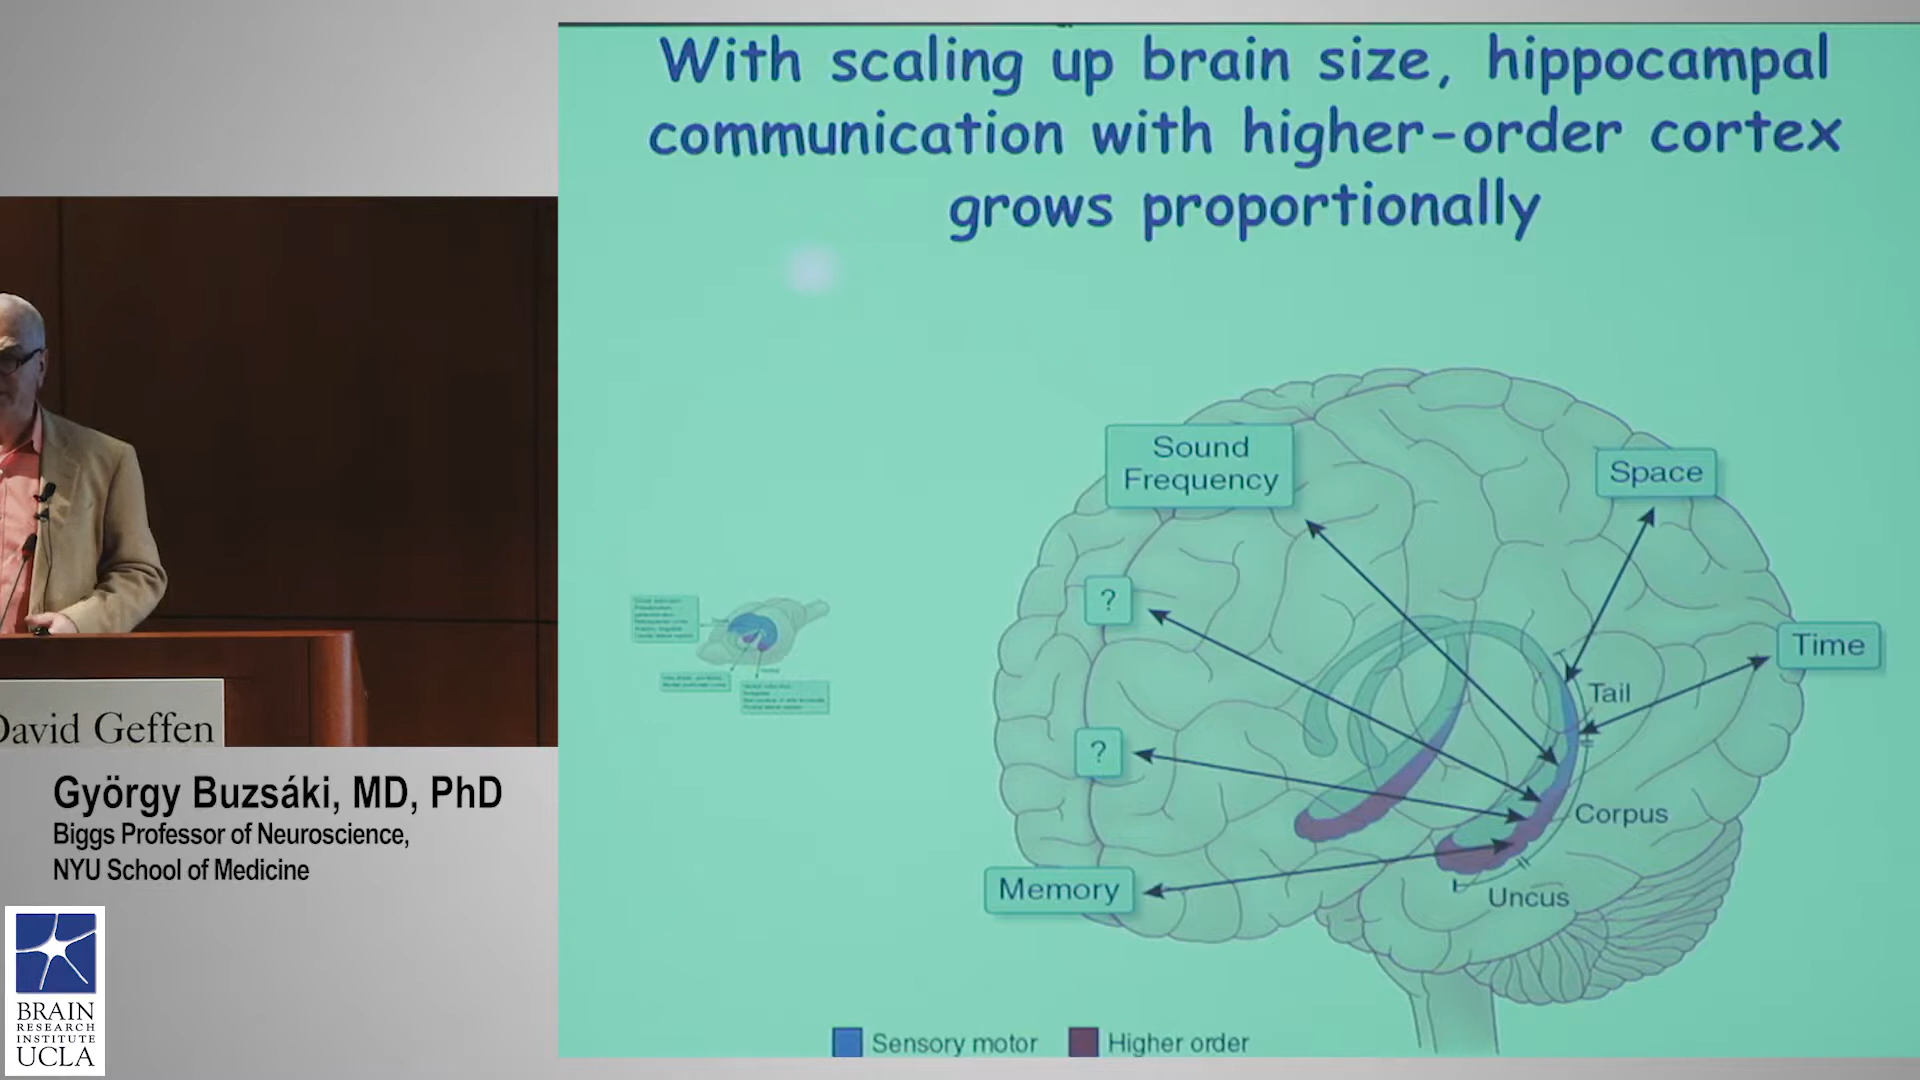 With scaling up brain size, hippocampal
communication with higher-order cortex
grows proportionally
Sound
Frequency
Space
?
Time
Tail
?
Corpus
Memory
Uncus
Sensory motor
Higher order
David Geffen
György Buzsáki, MD, PhD
Biggs Professor of Neuroscience,
NYU School of Medicine
BRAIN
RESEARCH
INSTITUTE
UCLA